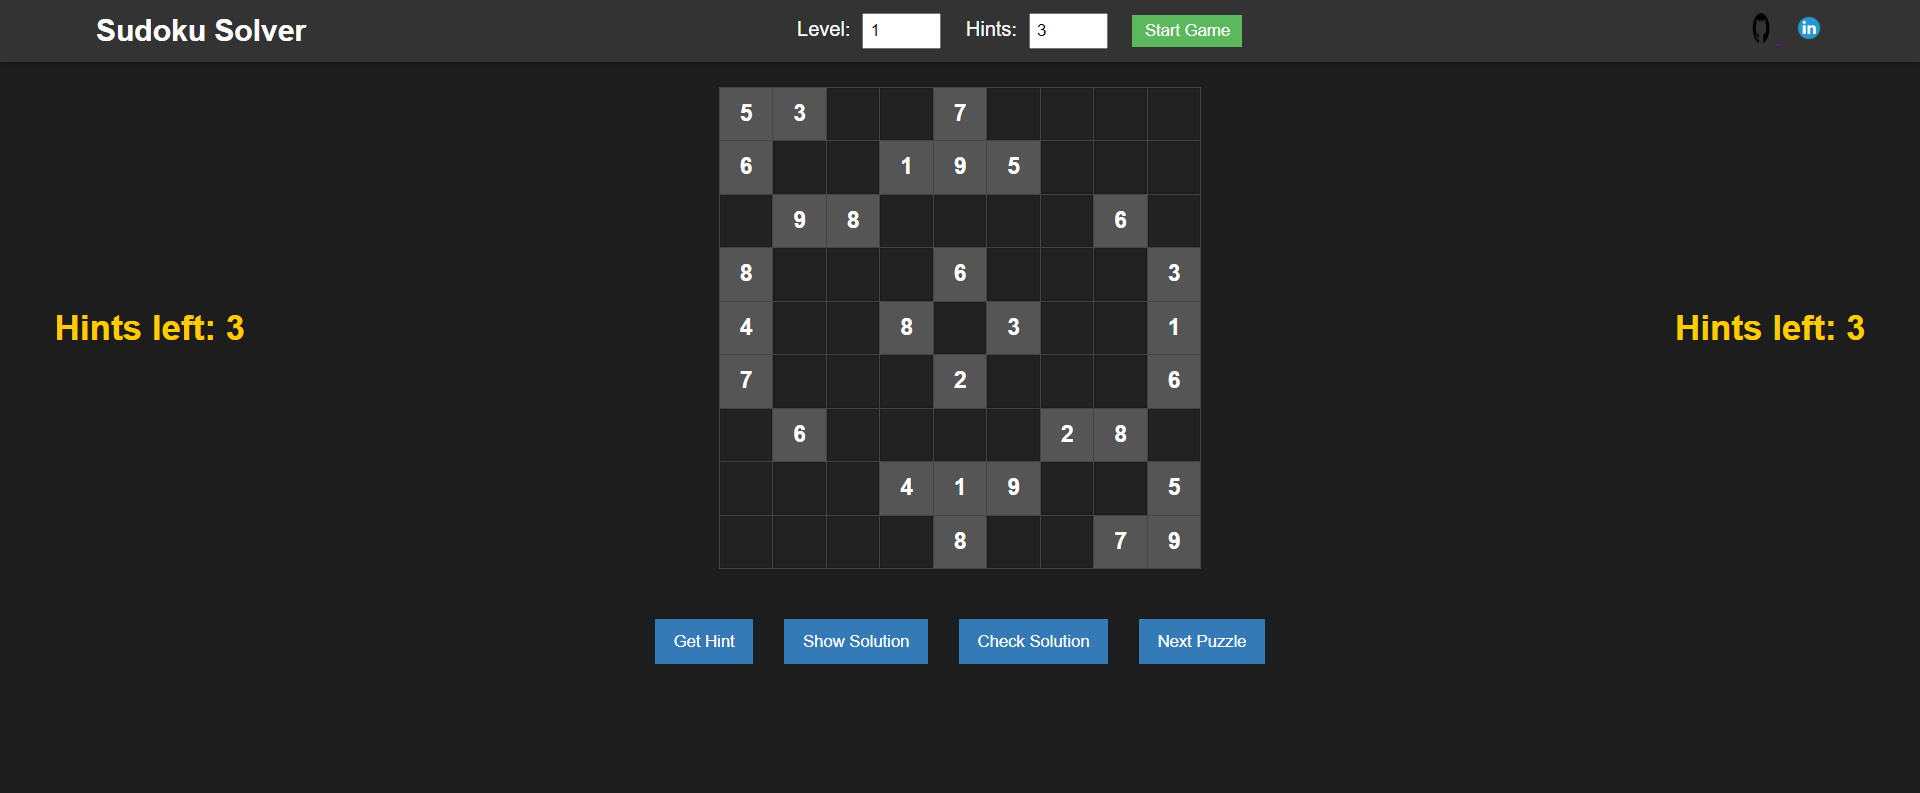 Sudoku Solver Level: 1 Hints: 3 Start Game in
5 3 7
6 1 9 5
9 8 6
8 6 3
Hints left: 3
4 8 3 1
Hints left: 3
7 2 6
6 2 8
4 1 9 5
8 7 9
Get Hint Show Solution Check Solution Next Puzzle